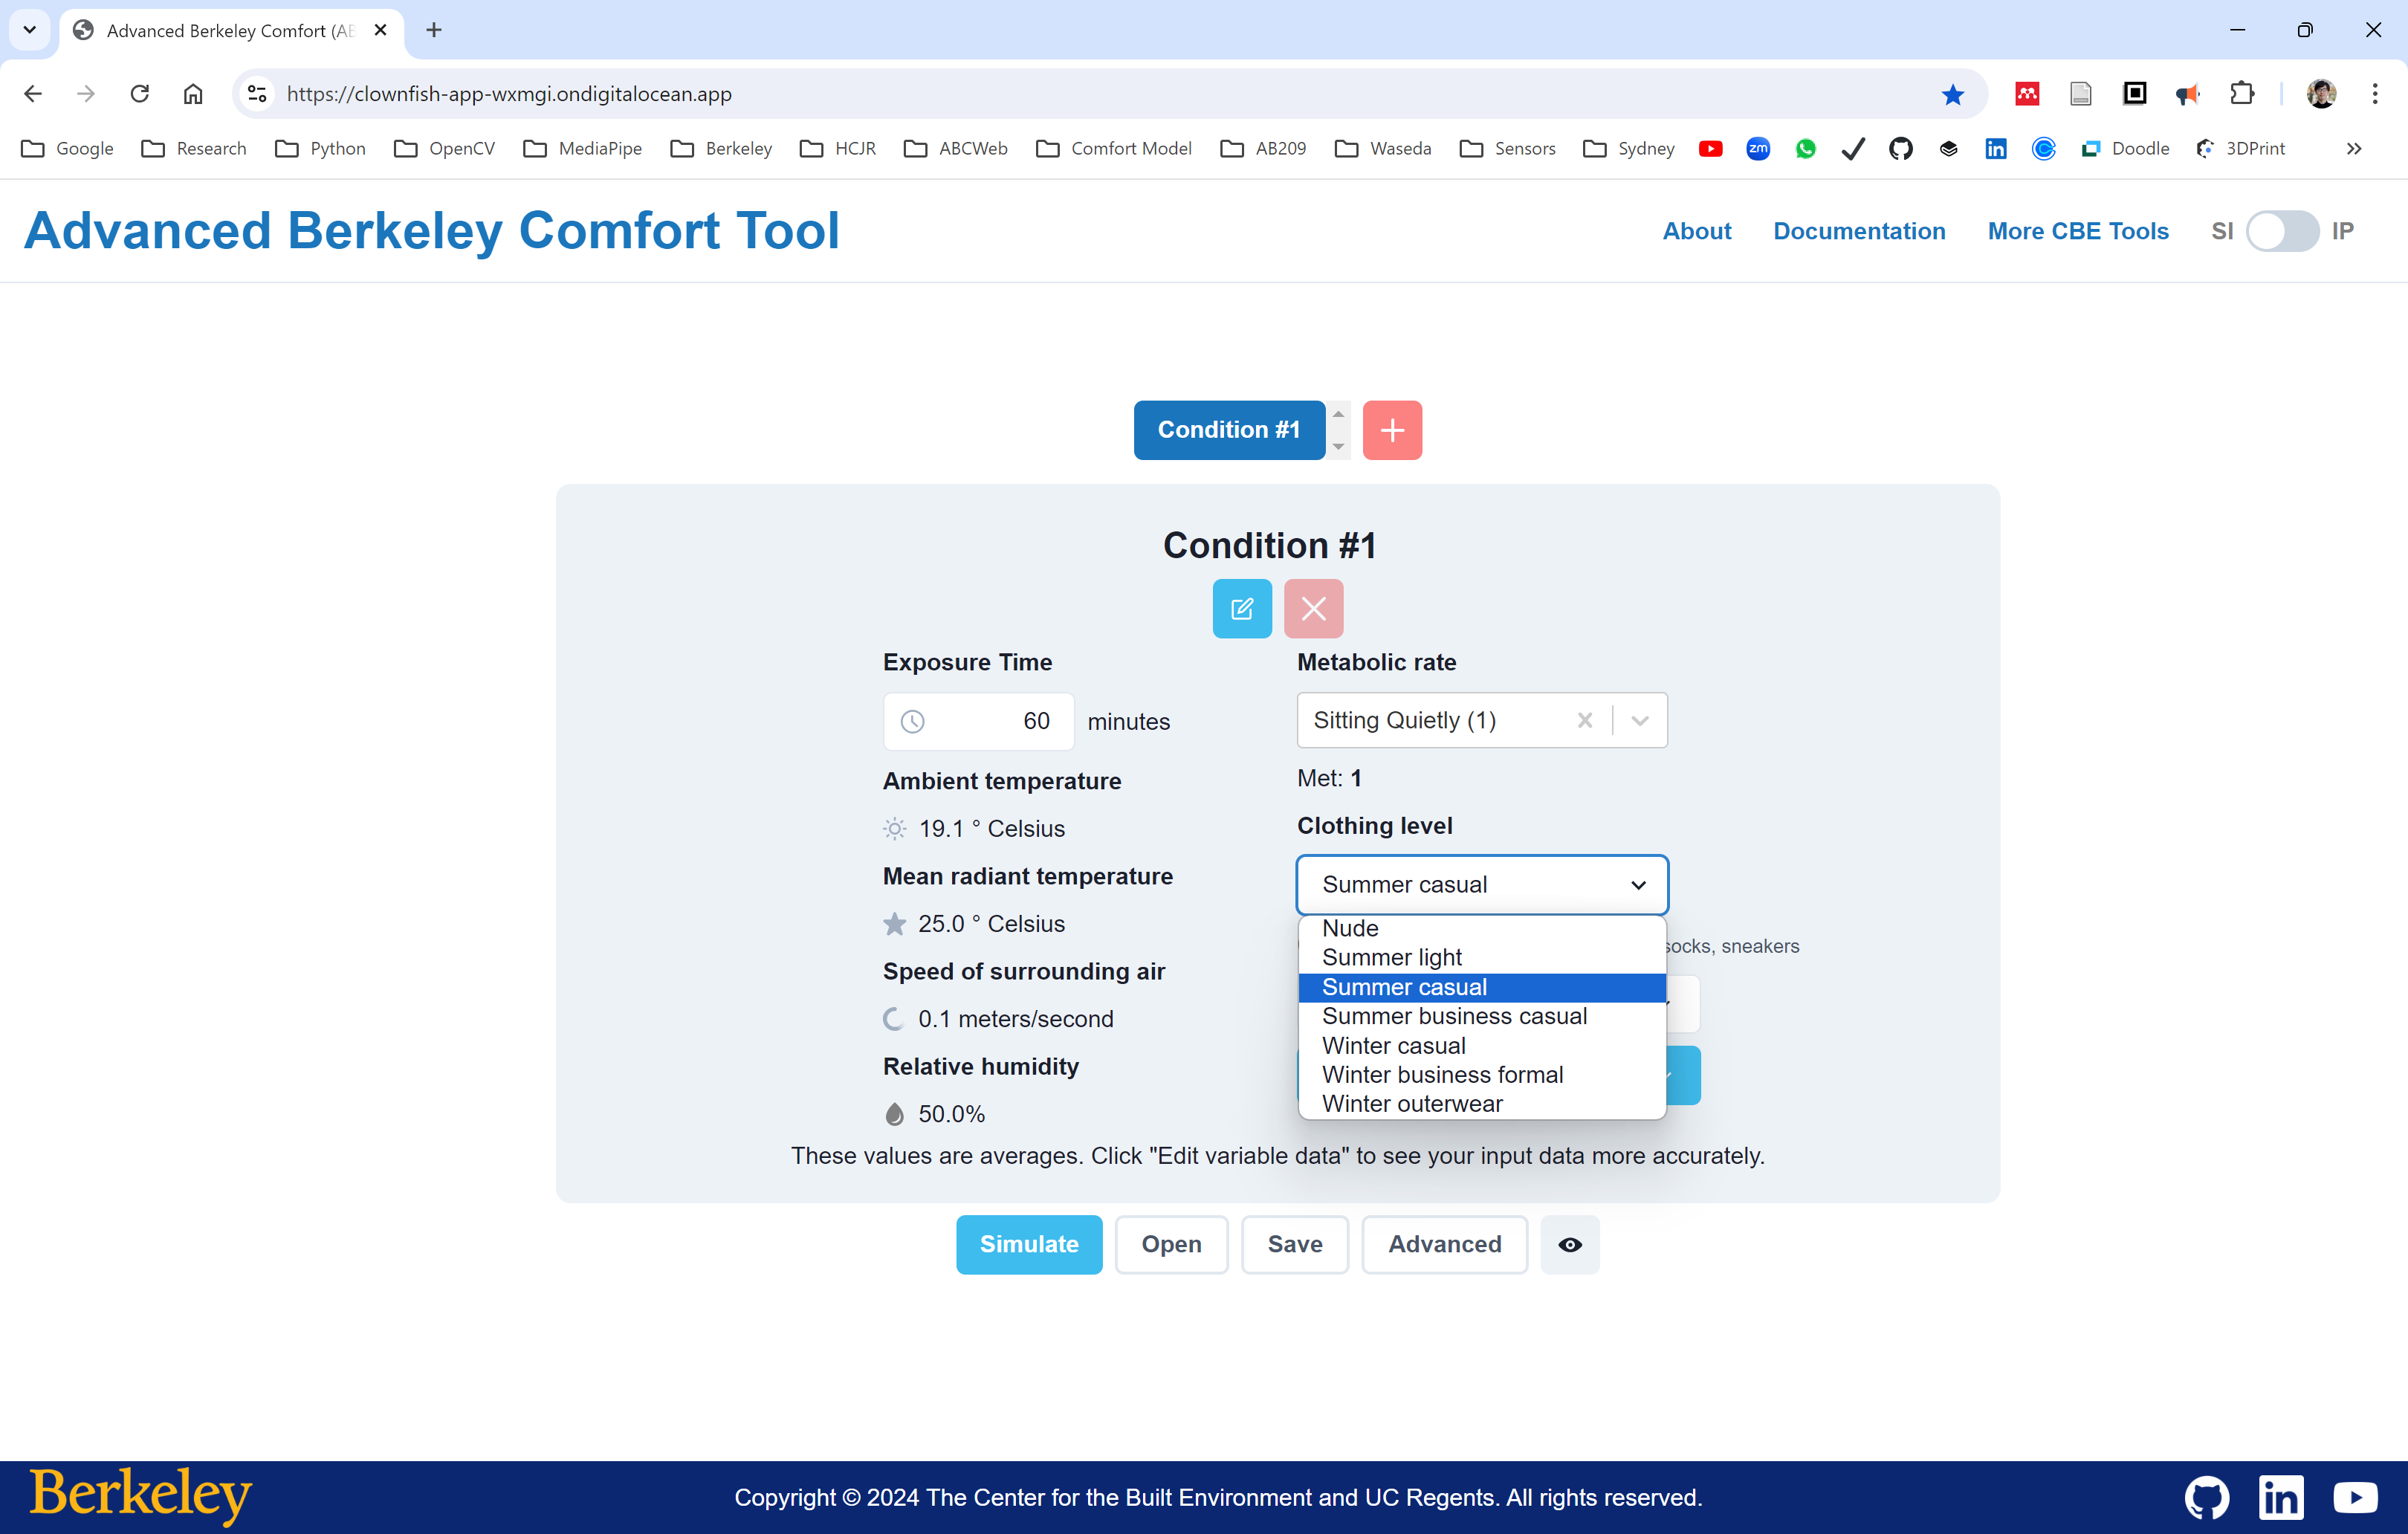 Advanced Berkeley Comfort (AB
https://clownfish-app-wxmgi.ondigitalocean.app
Google Research Python OpenCV MediaPipe Berkeley HCJR ABCWeb Comfort Model AB209 Waseda Sensors Sydney zm in Doodle 3DPrint
Advanced Berkeley Comfort Tool
About Documentation More CBE Tools SI IP
Condition #1
Condition #1
Exposure Time
60 minutes
Ambient temperature
19.1 ° Celsius
Mean radiant temperature
25.0 ° Celsius
Speed of surrounding air
0.1 meters/second
Relative humidity
50.0%
Metabolic rate
Sitting Quietly (1)
Met: 1
Clothing level
Summer casual
Nude
Summer light
socks, sneakers
Summer casual
Summer business casual
Winter casual
Winter business formal
Winter outerwear
These values are averages. Click "Edit variable data" to see your input data more accurately.
Simulate Open Save Advanced
Berkeley
Copyright © 2024 The Center for the Built Environment and UC Regents. All rights reserved.
in